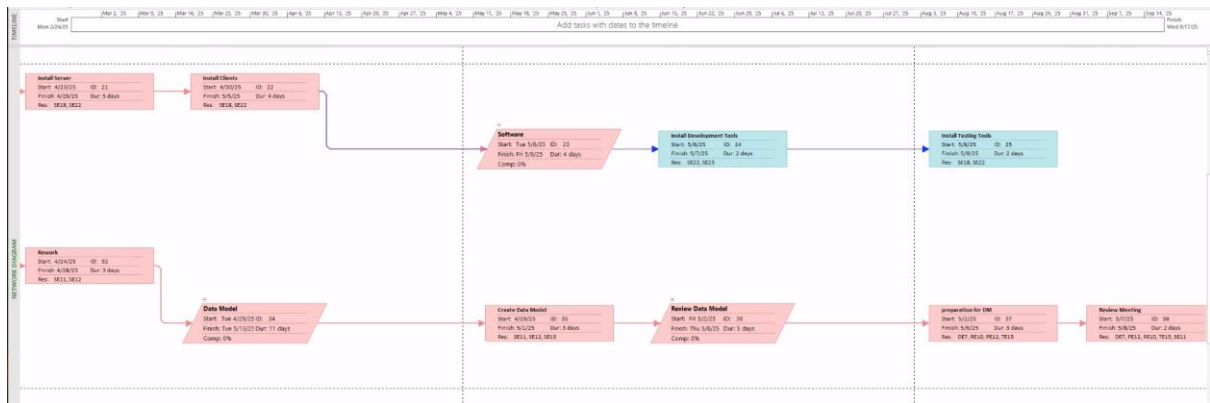 TIMELINE
Start
Mon 2/24/25
Mar 2, '25 Mar 9, '25 Mar 16, '25 Mar 23, '25 Mar 30, '25 Apr 6, '25 Apr 13, '25 Apr 20, '25 Apr 27, '25 May 4, '25 May 11, '25 May 18, '25 May 25, '25 Jun 1, '25 Jun 8, '25 Jun 15, '25 Jun 22, '25 Jun 29, '25 Jul 6, '25 Jul 13, '25 Jul 20, '25 Jul 27, '25 Aug 3, '25 Aug 10, '25 Aug 17, '25 Aug 24, '25 Aug 31, '25 Sep 7, '25 Sep 14, '25
Add tasks with dates to the timeline
Finish
Wed 9/17/25
NETWORK DIAGRAM
Install Server
Start: 4/23/25 ID: 21
Finish: 4/29/25 Dur: 5 days
Res: SE18, SE22
Install Clients
Start: 4/30/25 ID: 22
Finish: 5/5/25 Dur: 4 days
Res: SE18, SE22
Software
Start: Tue 5/6/25 ID: 23
Finish: Fri 5/9/25 Dur: 4 days
Comp: 0%
Install Development Tools
Start: 5/6/25 ID: 24
Finish: 5/7/25 Dur: 2 days
Res: SE22, SE23
Install Testing Tools
Start: 5/8/25 ID: 25
Finish: 5/9/25 Dur: 2 days
Res: SE18, SE22
Rework
Start: 4/24/25 ID: 32
Finish: 4/28/25 Dur: 3 days
Res: SE11, SE12
Data Model
Start: Tue 4/29/25 ID: 34
Finish: Tue 5/13/25 Dur: 11 days
Comp: 0%
Create Data Model
Start: 4/29/25 ID: 35
Finish: 5/1/25 Dur: 3 days
Res: SE11, SE12, SE13
Review Data Model
Start: Fri 5/2/25 ID: 36
Finish: Thu 5/8/25 Dur: 5 days
Comp: 0%
preparation for DM
Start: 5/2/25 ID: 37
Finish: 5/6/25 Dur: 3 days
Res: DE7, RE10, PE12, TE15
Review Meeting
Start: 5/7/25 ID: 38
Finish: 5/8/25 Dur: 2 days
Res: DE7, PE12, RE10, TE15, SE11